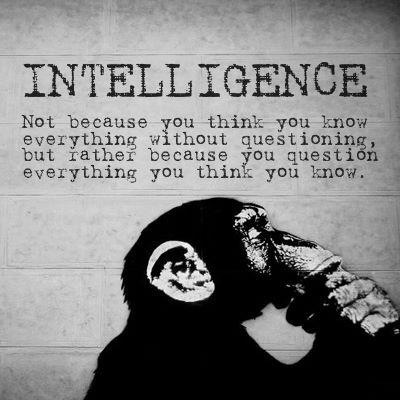 INTELLIGENCE
Not because you think you know
everything without questioning,
but rather because you question
everything you think you know.